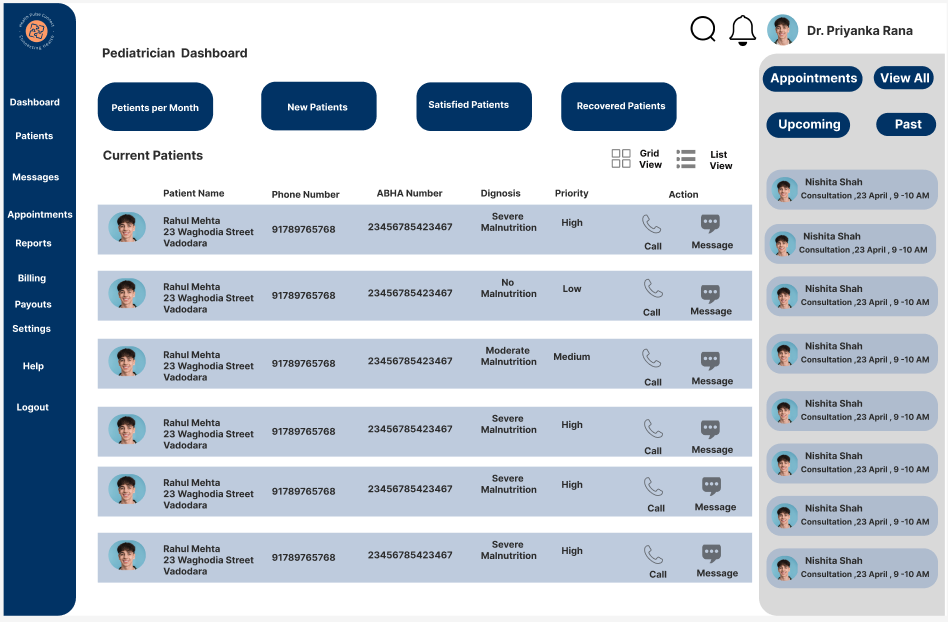 Health Pulse Connect
Connecting Health
Dashboard
Patients
Messages
Appointments
Reports
Billing
Payouts
Settings
Help
Logout
Pediatrician Dashboard
Dr. Priyanka Rana
Petients per Month
New Patients
Satisfied Patients
Recovered Patients
Current Patients
Grid
View
List
View
Patient Name
Phone Number
ABHA Number
Dignosis
Priority
Action
Rahul Mehta
23 Waghodia Street
Vadodara
91789765768
23456785423467
Severe
Malnutrition
High
Call
Message
Rahul Mehta
23 Waghodia Street
Vadodara
91789765768
23456785423467
No
Malnutrition
Low
Call
Message
Rahul Mehta
23 Waghodia Street
Vadodara
91789765768
23456785423467
Moderate
Malnutrition
Medium
Call
Message
Rahul Mehta
23 Waghodia Street
Vadodara
91789765768
23456785423467
Severe
Malnutrition
High
Call
Message
Rahul Mehta
23 Waghodia Street
Vadodara
91789765768
23456785423467
Severe
Malnutrition
High
Call
Message
Rahul Mehta
23 Waghodia Street
Vadodara
91789765768
23456785423467
Severe
Malnutrition
High
Call
Message
Appointments
View All
Upcoming
Past
Nishita Shah
Consultation ,23 April , 9 -10 AM
Nishita Shah
Consultation ,23 April , 9 -10 AM
Nishita Shah
Consultation ,23 April , 9 -10 AM
Nishita Shah
Consultation ,23 April , 9 -10 AM
Nishita Shah
Consultation ,23 April , 9 -10 AM
Nishita Shah
Consultation ,23 April , 9 -10 AM
Nishita Shah
Consultation ,23 April , 9 -10 AM
Nishita Shah
Consultation ,23 April , 9 -10 AM